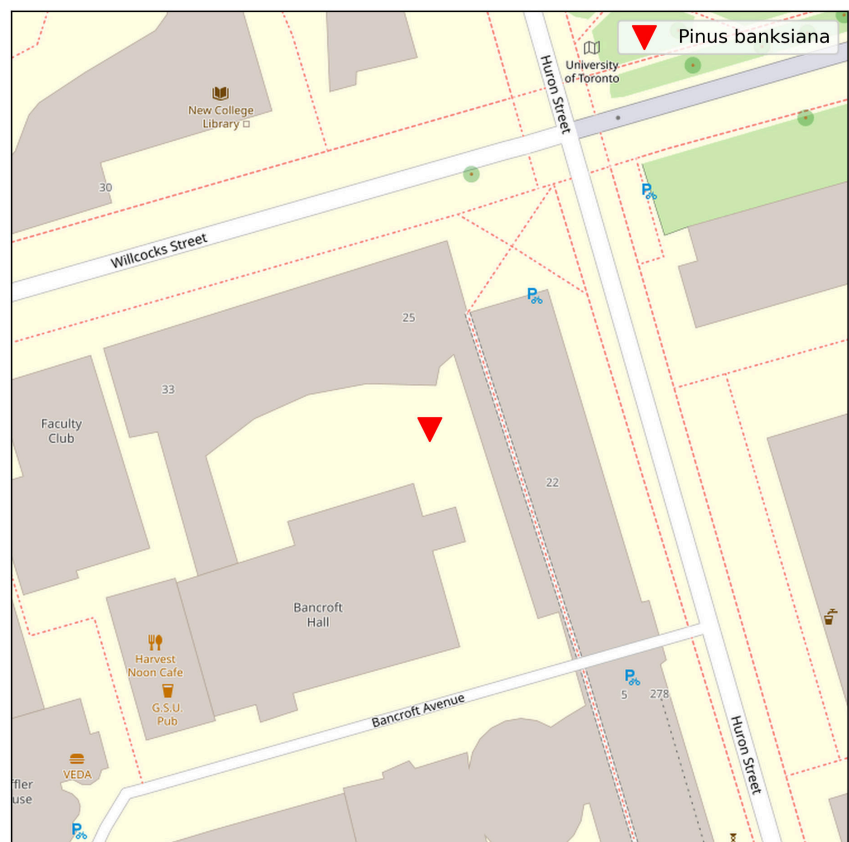 Pinus banksiana
University
of Toronto
Huron Street
New College
Library
30
Willcocks Street
25
33
Faculty
Club
22
Bancroft
Hall
Harvest
Noon Cafe
G.S.U.
Pub
5
278
Bancroft Avenue
Huron Street
VEDA
ffler
use